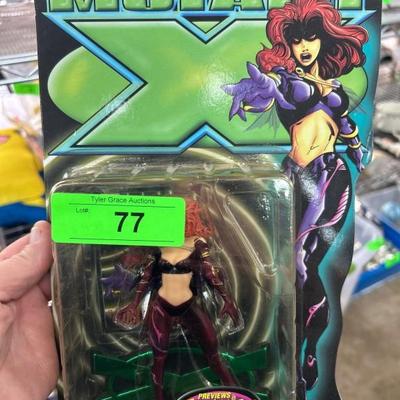 MUTANT
X
Tyler Grace Auctions
Lot#:
77
PREVIEWS